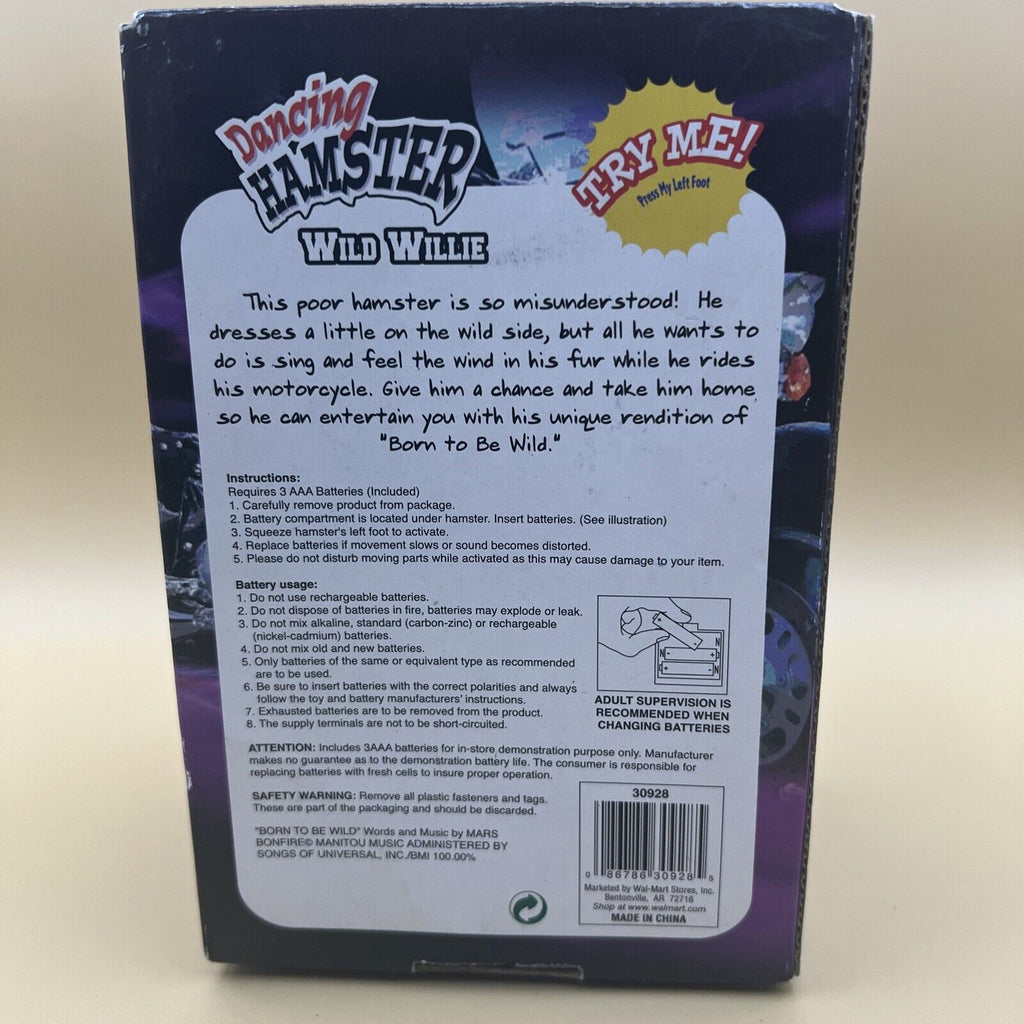 Dancing
HAMSTER
WILD WILLIE
TRY ME!
Press My Left Foot
This poor hamster is so misunderstood! He
dresses a little on the wild side, but all he wants to
do is sing and feel the wind in his fur while he rides
his motorcycle. Give him a chance and take him home
so he can entertain you with his unique rendition of
"Born to Be Wild."
Instructions:
Requires 3 AAA Batteries (Included)
1. Carefully remove product from package.
2. Battery compartment is located under hamster. Insert batteries. (See illustration)
3. Squeeze hamster's left foot to activate.
4. Replace batteries if movement slows or sound becomes distorted.
5. Please do not disturb moving parts while activated as this may cause damage to your item.
Battery usage:
1. Do not use rechargeable batteries.
2. Do not dispose of batteries in fire, batteries may explode or leak.
3. Do not mix alkaline, standard (carbon-zinc) or rechargeable
(nickel-cadmium) batteries.
4. Do not mix old and new batteries.
5. Only batteries of the same or equivalent type as recommended
are to be used.
6. Be sure to insert batteries with the correct polarities and always
follow the toy and battery manufacturers' instructions.
7. Exhausted batteries are to be removed from the product.
8. The supply terminals are not to be short-circuited.
ADULT SUPERVISION IS
RECOMMENDED WHEN
CHANGING BATTERIES
ATTENTION: Includes 3AAA batteries for in-store demonstration purpose only. Manufacturer
makes no guarantee as to the demonstration battery life. The consumer is responsible for
replacing batteries with fresh cells to insure proper operation.
SAFETY WARNING: Remove all plastic fasteners and tags.
These are part of the packaging and should be discarded.
"BORN TO BE WILD" Words and Music by MARS
BONFIRE© MANITOU MUSIC ADMINISTERED BY
SONGS OF UNIVERSAL, INC./BMI 100.00%
30928
0 86786 30928 5
Marketed by Wal-Mart Stores, Inc.
Bentonville, AR 72716
Shop at www.walmart.com
MADE IN CHINA